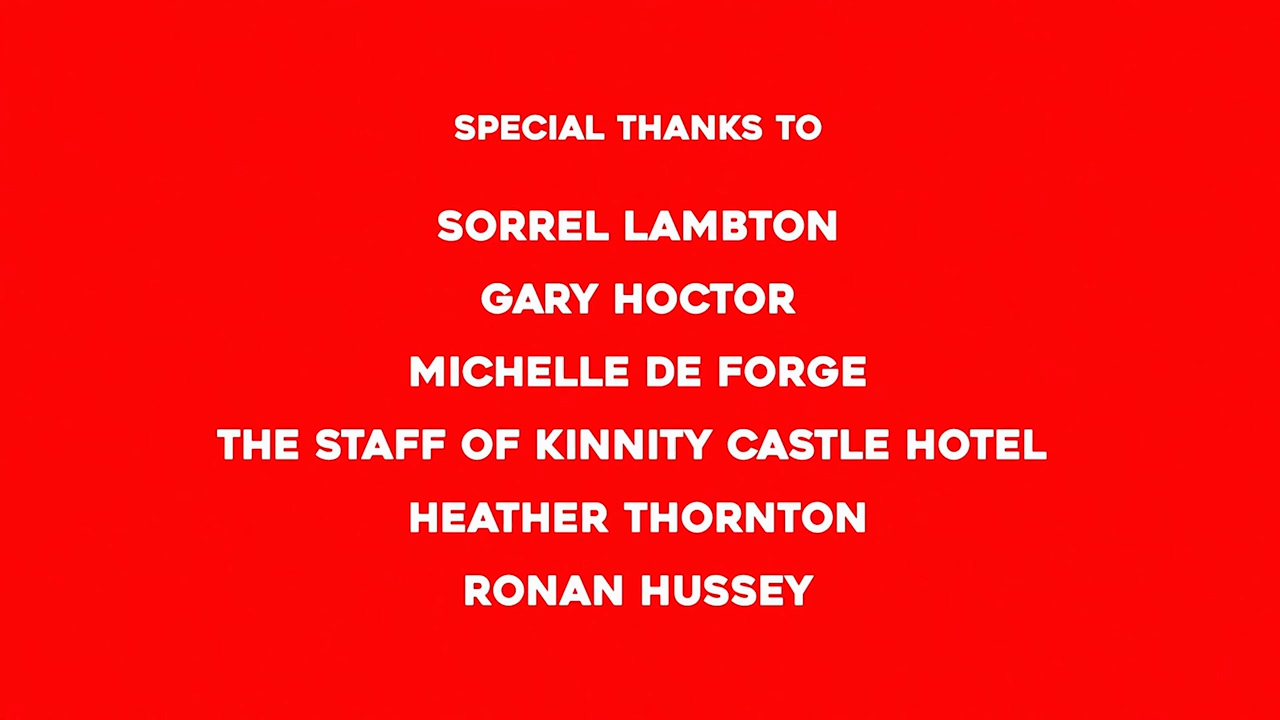 SPECIAL THANKS TO
SORREL LAMBTON
GARY HOCTOR
MICHELLE DE FORGE
THE STAFF OF KINNITY CASTLE HOTEL
HEATHER THORNTON
RONAN HUSSEY